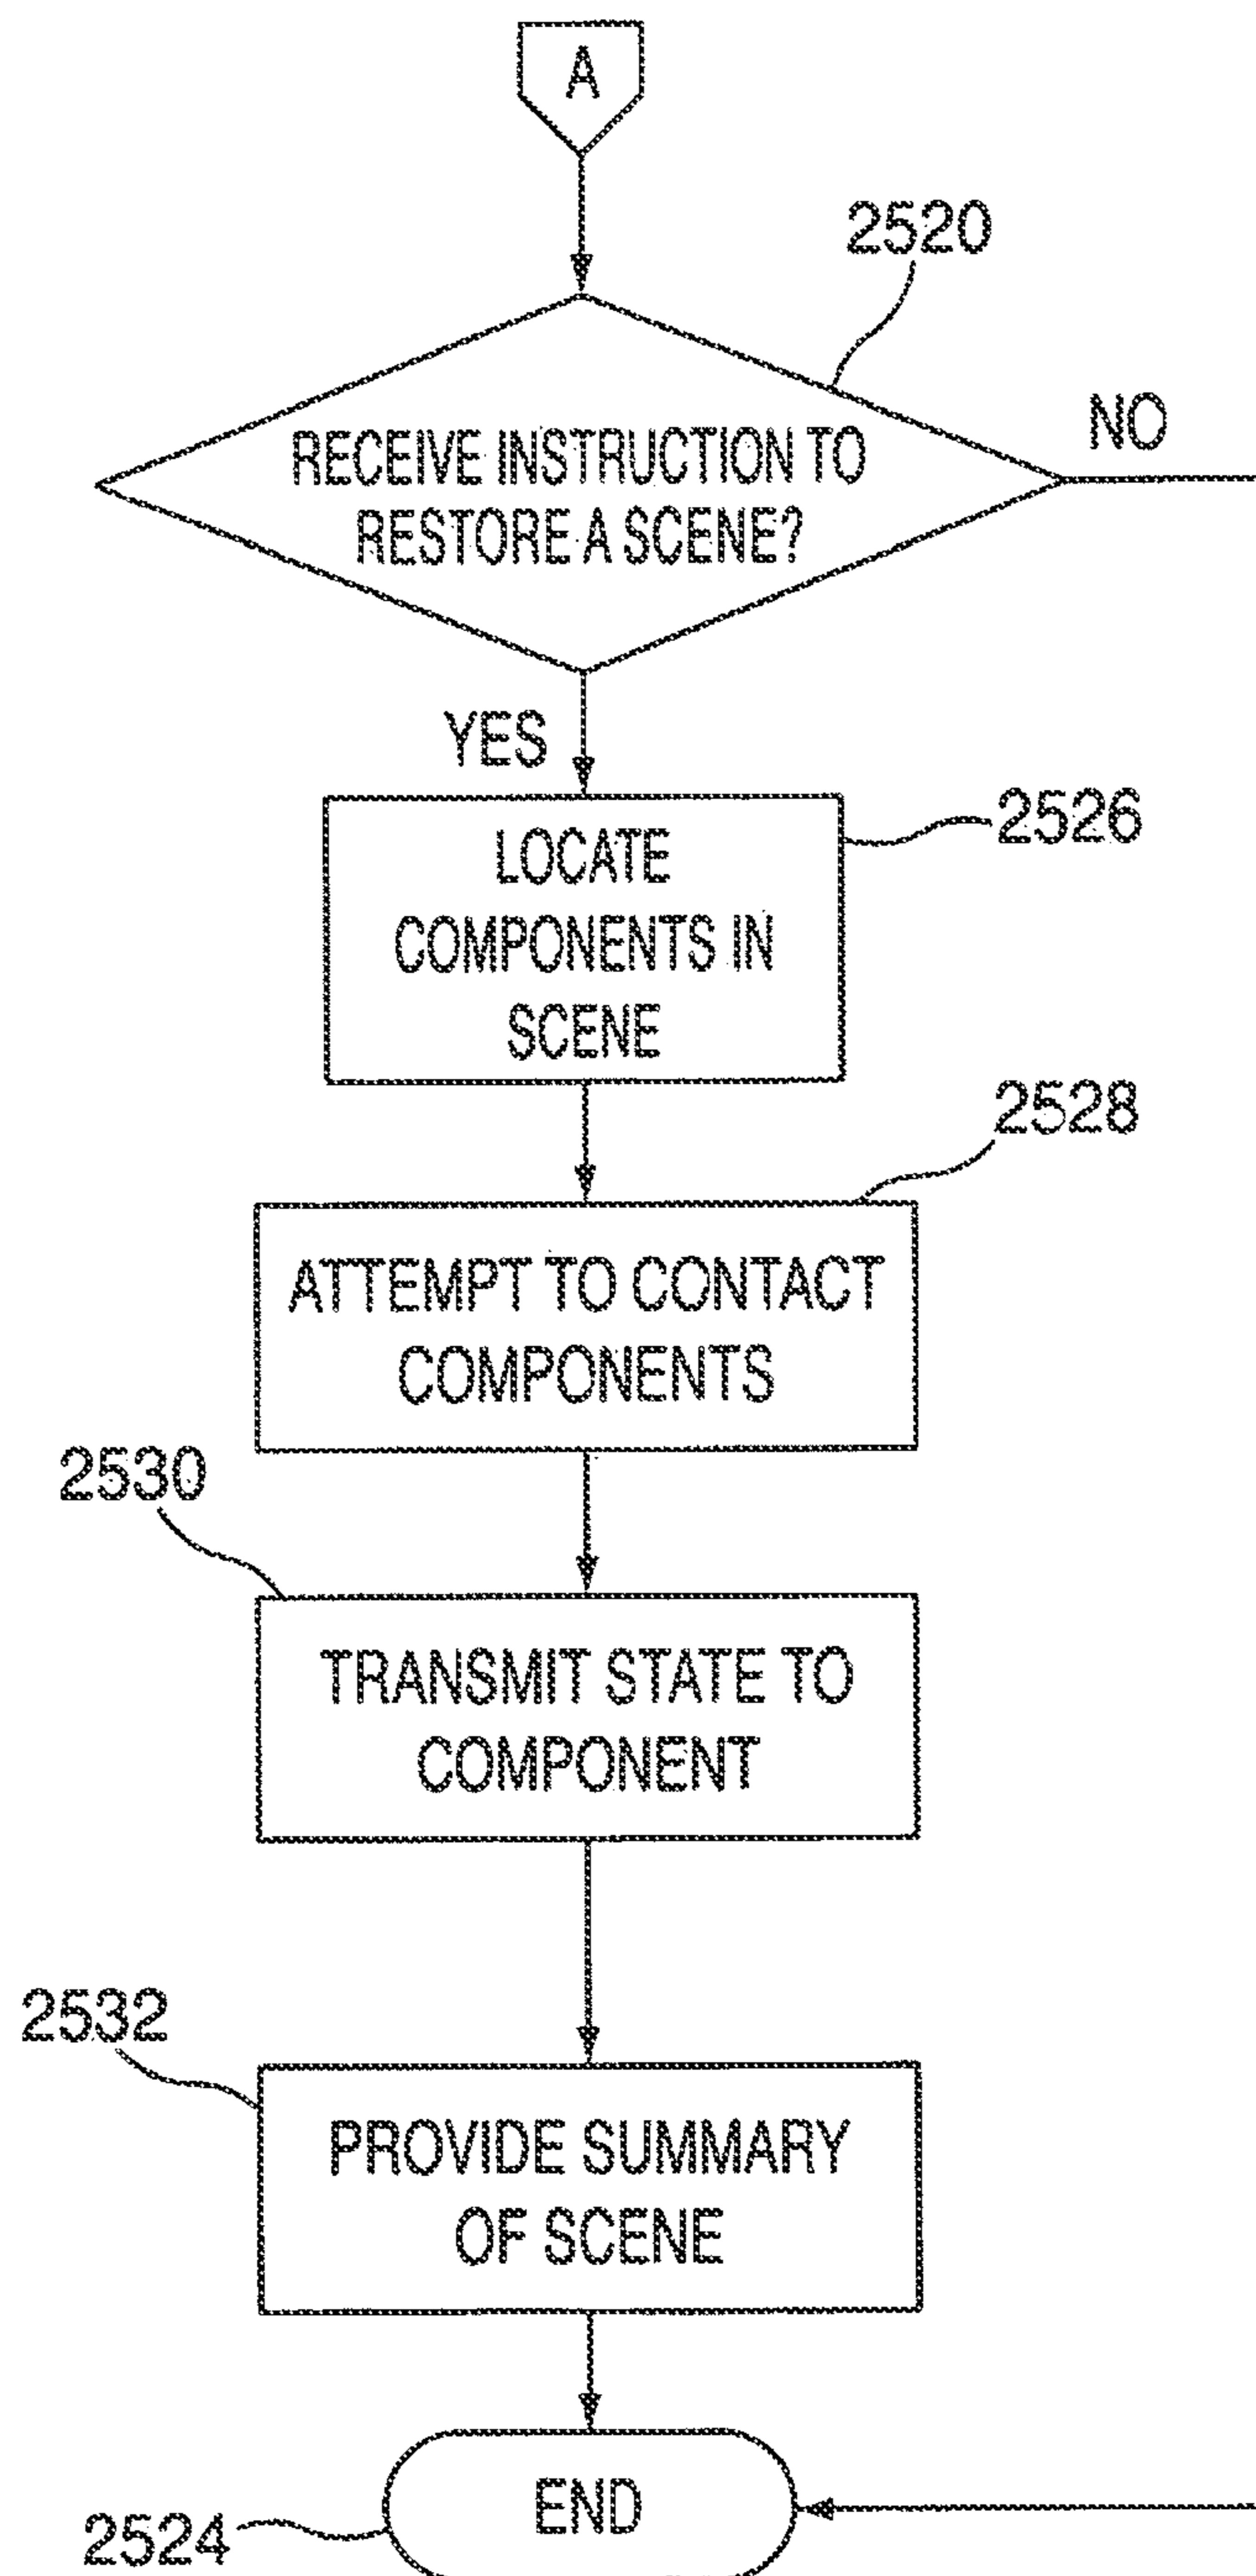 A
2520
NO
RECEIVE INSTRUCTION TO
RESTORE A SCENE?
YES
2526
LOCATE
COMPONENTS IN
SCENE
2528
ATTEMPT TO CONTACT
COMPONENTS
2530
TRANSMIT STATE TO
COMPONENT
2532
PROVIDE SUMMARY
OF SCENE
END
2524